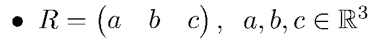 • R = (a b c), a, b, c ∈ ℝ³